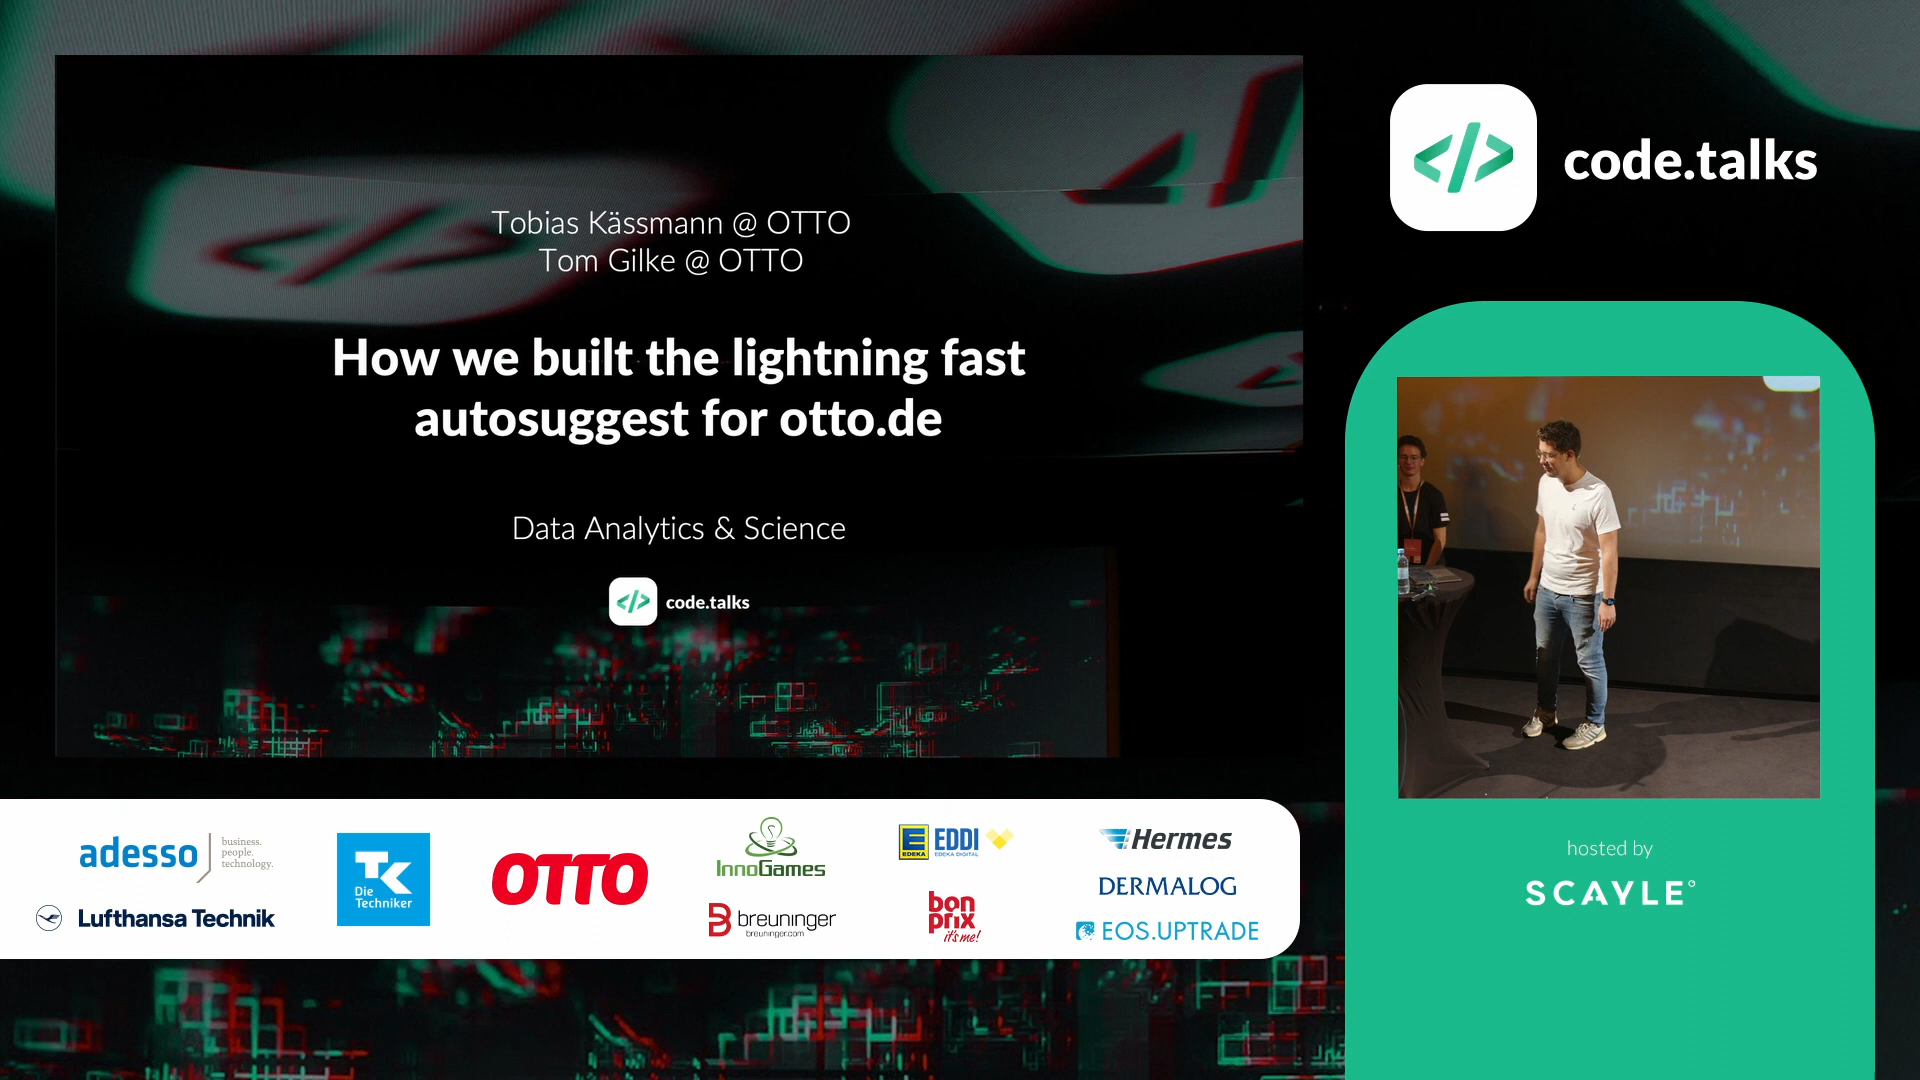 Tobias Kässmann @ OTTO
Tom Gilke @ OTTO
How we built the lightning fast
autosuggest for otto.de
Data Analytics & Science
</> code.talks
</> code.talks
hosted by
SCAYLE
adesso
business.
people.
technology.
Lufthansa Technik
TK
Die
Techniker
OTTO
InnoGames
B breuninger
breuninger.com
E
EDEKA
EDDI
EDEKA DIGITAL
bon
prix
it's me!
Hermes
DERMALOG
EOS.UPTRADE